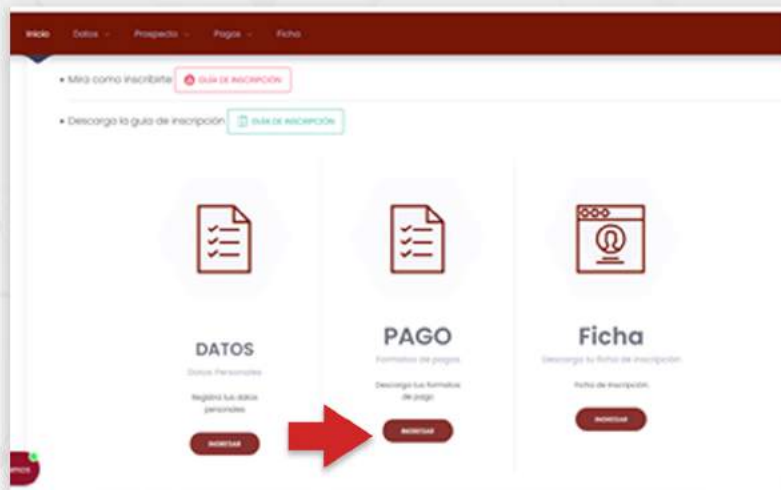 Inicio Datos Prospecto Pagos Ficha
• Mira como inscribirte GUÍA DE INSCRIPCIÓN
• Descarga la guía de inscripción GUÍA DE INSCRIPCIÓN
DATOS
Datos Personales
Registra tus datos
personales
INGRESAR
PAGO
Formatos de pagos
Descarga tus formatos
de pago
INGRESAR
Ficha
Descarga tu ficha de inscripción
Ficha de inscripción.
INGRESAR